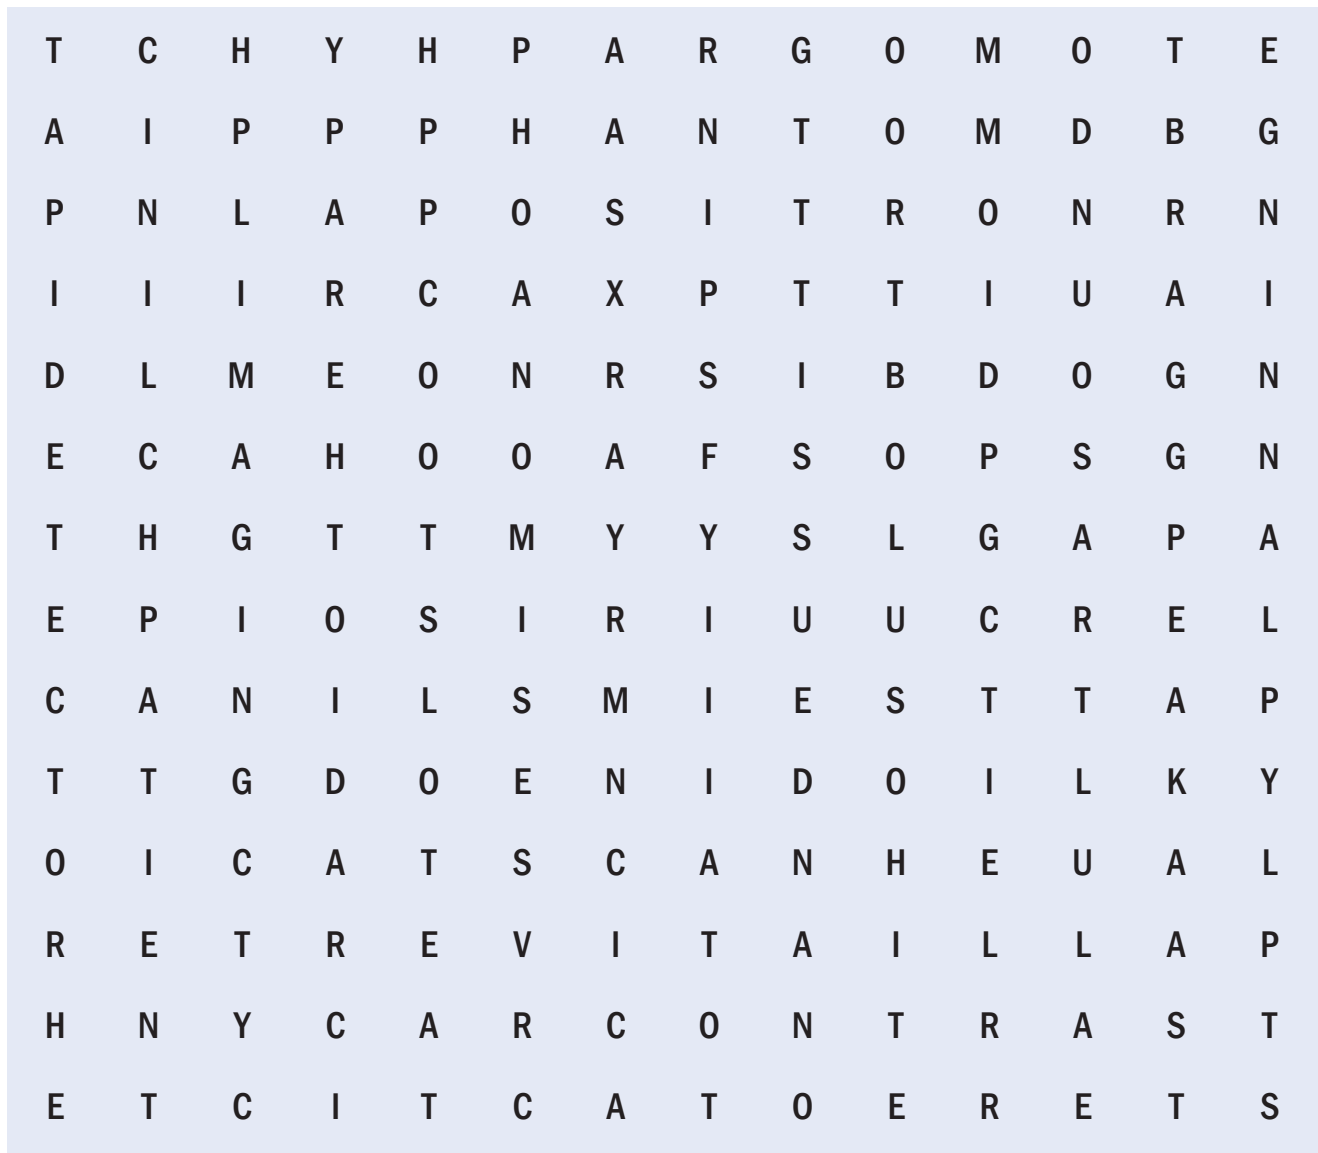 T C H Y H P A R G O M O T E
A I P P P H A N T O M D B G
P N L A P O S I T R O N R N
I I I R C A X P T T I U A I
D L M E O N R S I B D O G N
E C A H O O A F S O P S G N
T H G T T M Y Y S L G A P A
E P I O S I R I U U C R E L
C A N I L S M I E S T T A P
T T G D O E N I D O I L K Y
O I C A T S C A N H E U A L
R E T R E V I T A I L L A P
H N Y C A R C O N T R A S T
E T C I T C A T O E R E T S